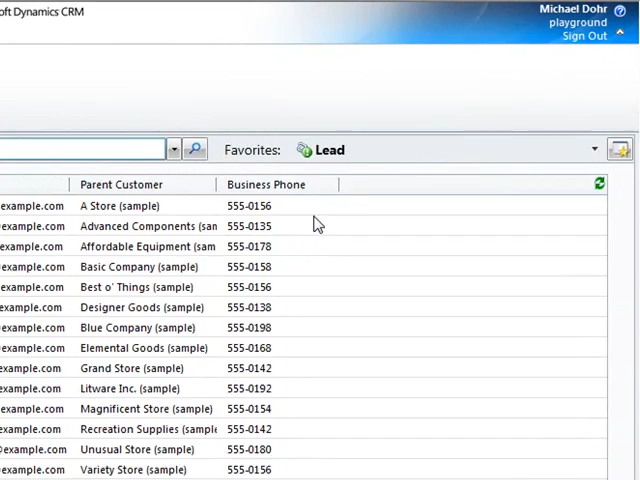 oft Dynamics CRM
Michael Dohr
playground
Sign Out
Favorites: Lead
Parent Customer Business Phone
example.com A Store (sample) 555-0156
example.com Advanced Components (sam 555-0135
example.com Affordable Equipment (sam 555-0178
example.com Basic Company (sample) 555-0158
example.com Best o' Things (sample) 555-0156
example.com Designer Goods (sample) 555-0138
@example.com Blue Company (sample) 555-0198
@example.com Elemental Goods (sample) 555-0168
@example.com Grand Store (sample) 555-0142
@example.com Litware Inc. (sample) 555-0192
@example.com Magnificent Store (sample) 555-0154
@example.com Recreation Supplies (sample 555-0142
@example.com Unusual Store (sample) 555-0180
@example.com Variety Store (sample) 555-0156